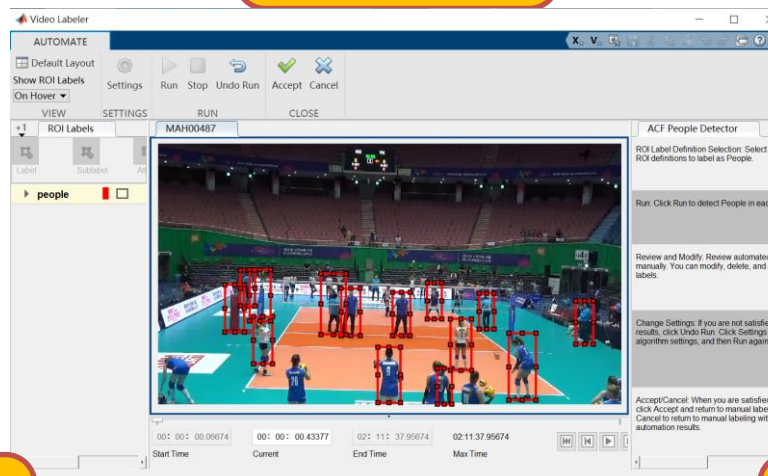 Video Labeler
AUTOMATE
Default Layout
Show ROI Labels
On Hover
Settings
Run Stop Undo Run
Accept Cancel
VIEW SETTINGS RUN CLOSE
+1 ROI Labels
MAH00487
ACF People Detector
Label Sublabel
people
ROI Label Definition Selection: Select
ROI definitions to label as People.
Run: Click Run to detect People in eac
Review and Modify: Review automated
manually. You can modify, delete, and
labels.
Change Settings: If you are not satisfie
results, click Undo Run. Click Settings
algorithm settings, and then Run again
Accept/Cancel: When you are satisfied
click Accept and return to manual labe
Cancel to return to manual labeling wit
automation results.
20
9
00: 00: 00.06674 00: 00: 00.43377 02: 11: 37.95674 02:11:37.95674
Start Time Current End Time Max Time